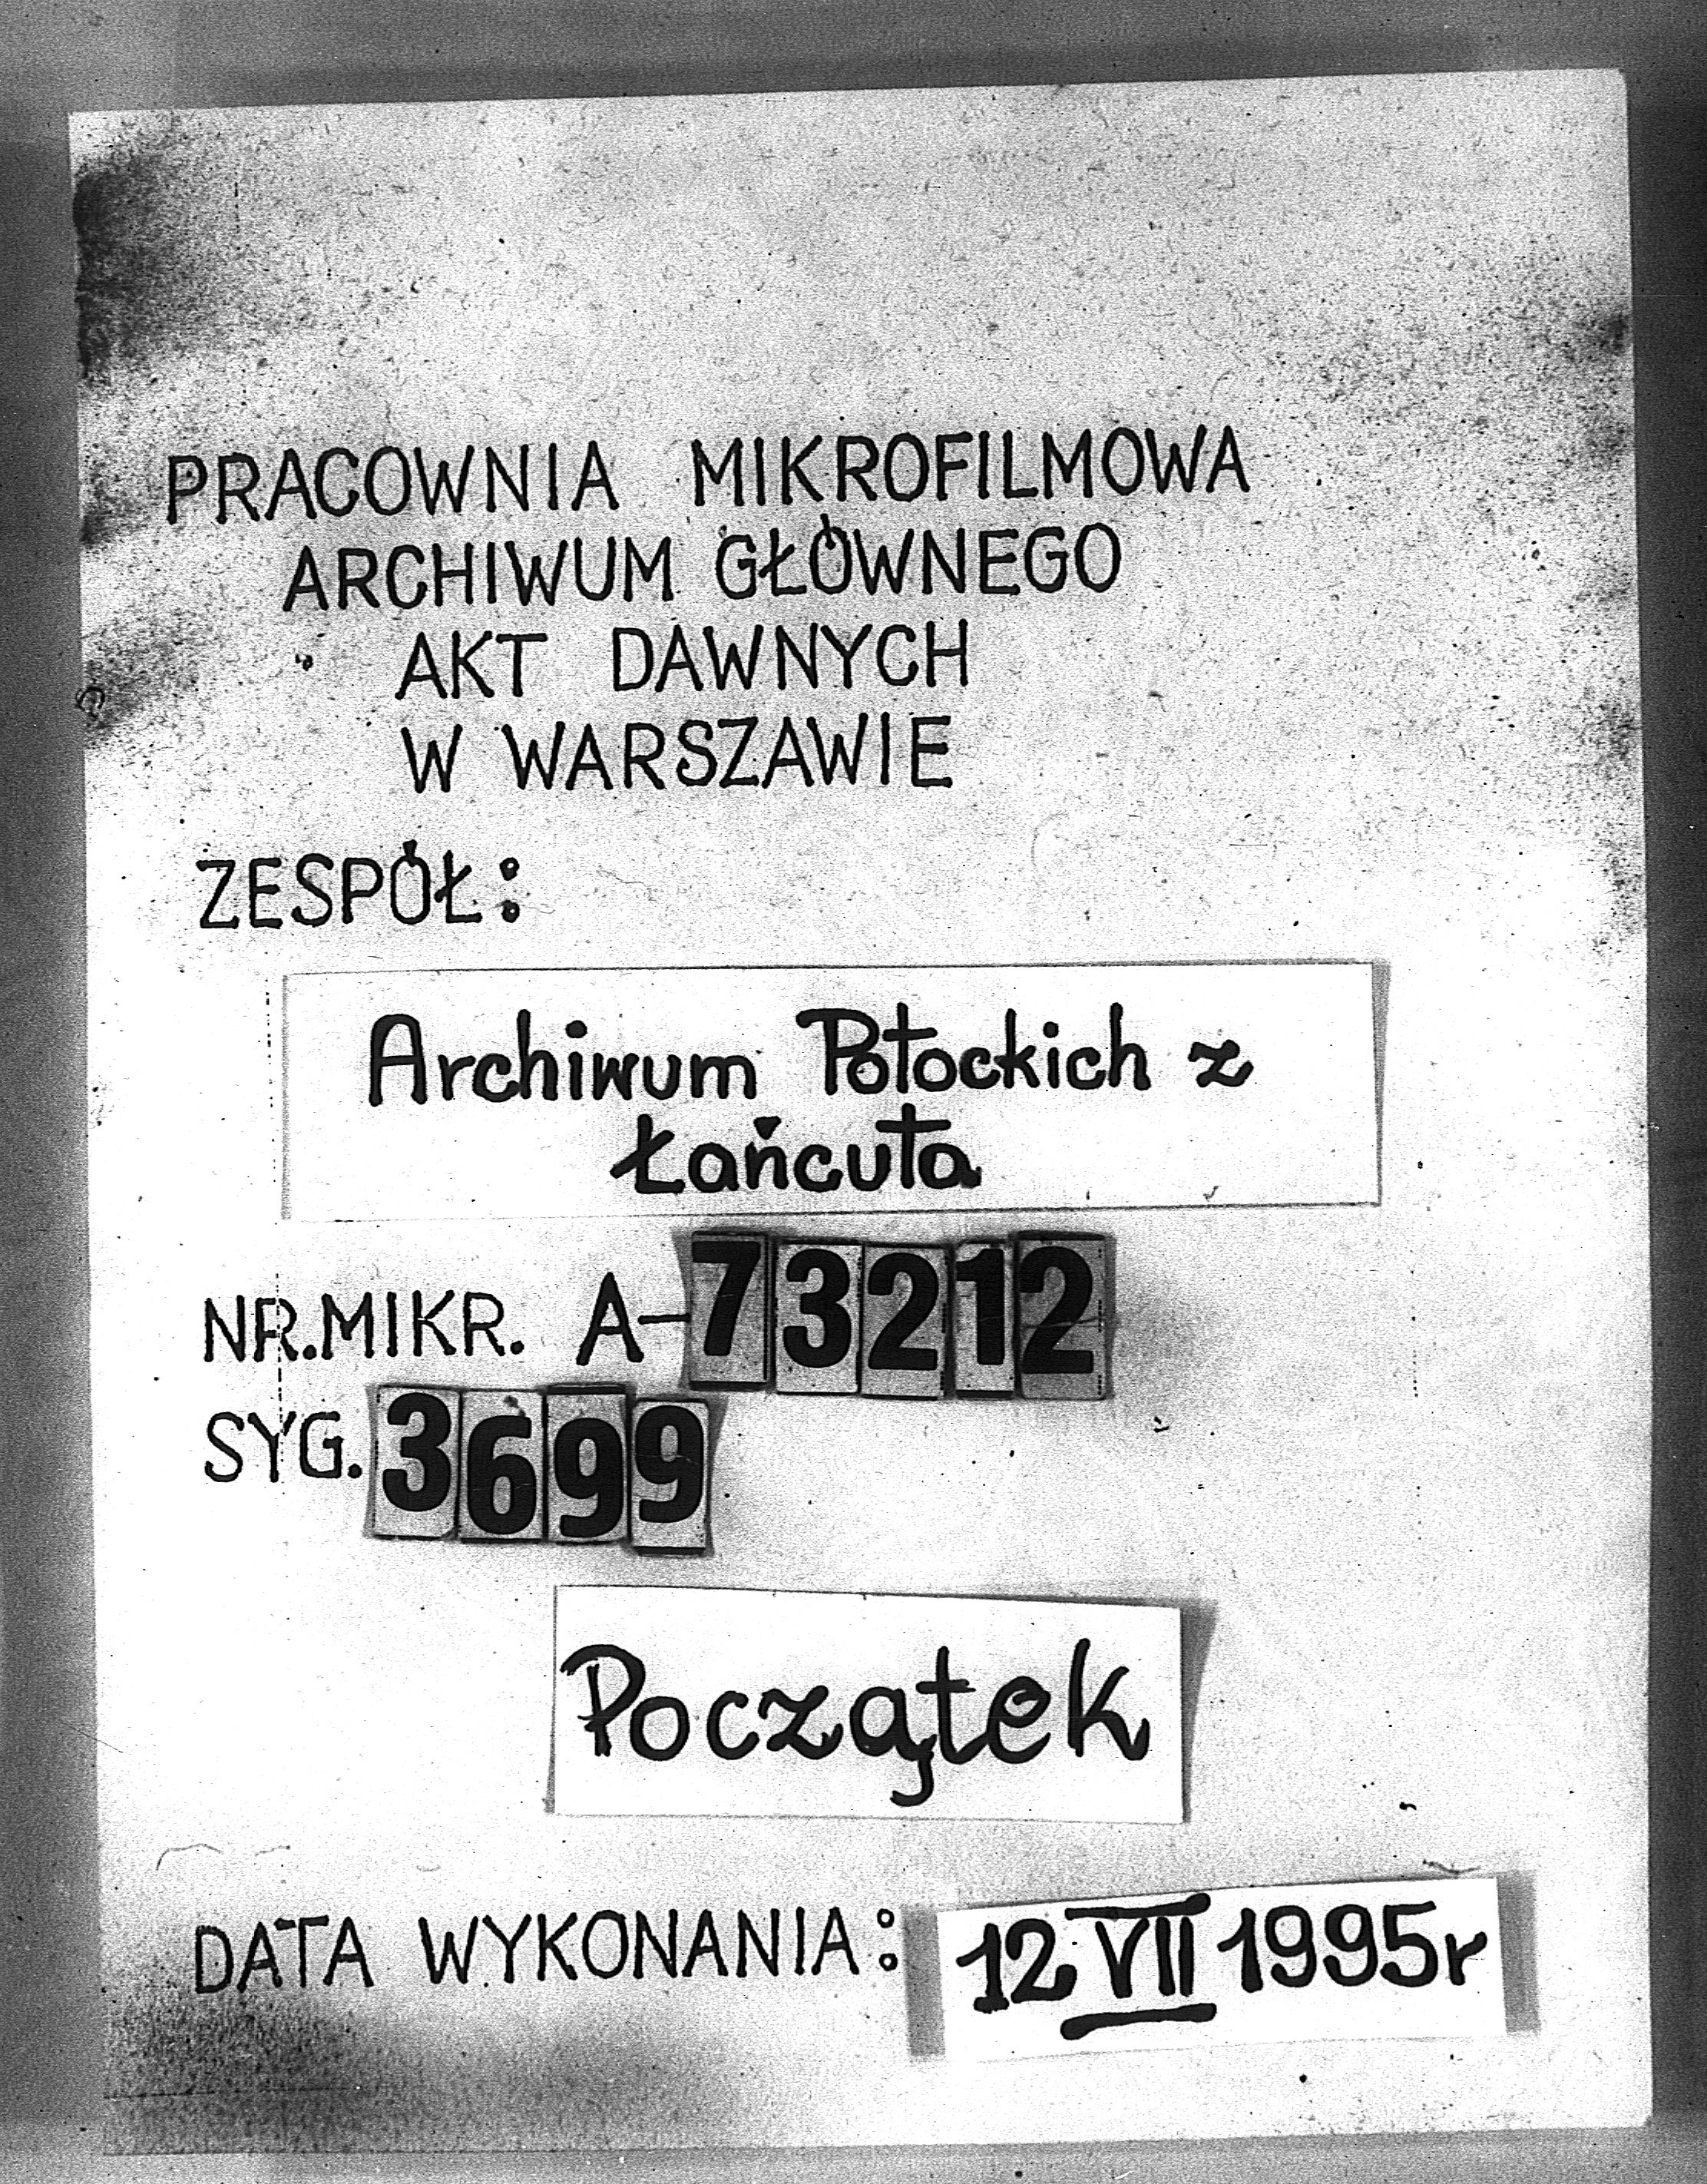 PRACOWNIA MIKROFILMOWA
ARCHIWUM GŁÓWNEGO
AKT DAWNYCH
W WARSZAWIE
ZESPÓŁ:
Archiwum Potockich z
Łańcuta
NR.MIKR. A-73212
SYG. 3699
Początek
DATA WYKONANIA: 12 VII 1995r